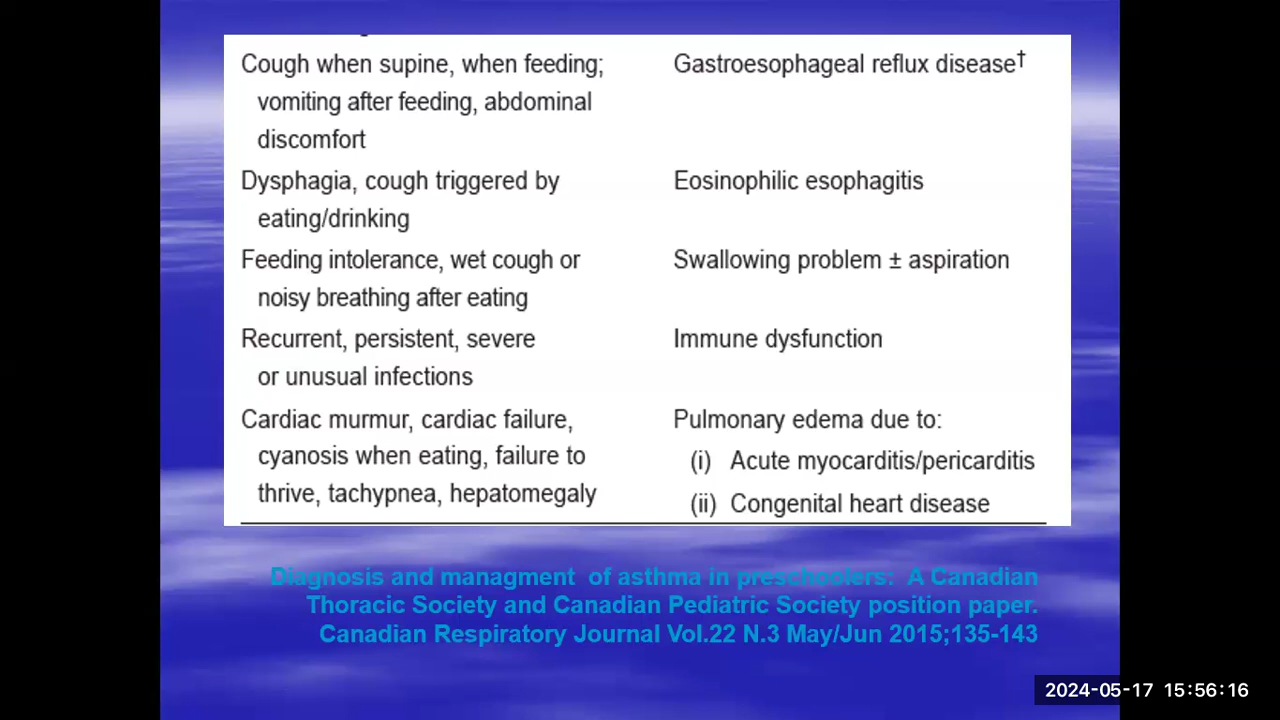 Cough when supine, when feeding;
vomiting after feeding, abdominal
discomfort
Gastroesophageal reflux disease†
Dysphagia, cough triggered by
eating/drinking
Eosinophilic esophagitis
Feeding intolerance, wet cough or
noisy breathing after eating
Swallowing problem ± aspiration
Recurrent, persistent, severe
or unusual infections
Immune dysfunction
Cardiac murmur, cardiac failure,
cyanosis when eating, failure to
thrive, tachypnea, hepatomegaly
Pulmonary edema due to:
(i) Acute myocarditis/pericarditis
(ii) Congenital heart disease
Diagnosis and managment of asthma in preschoolers: A Canadian
Thoracic Society and Canadian Pediatric Society position paper.
Canadian Respiratory Journal Vol.22 N.3 May/Jun 2015;135-143
2024-05-17 15:56:16